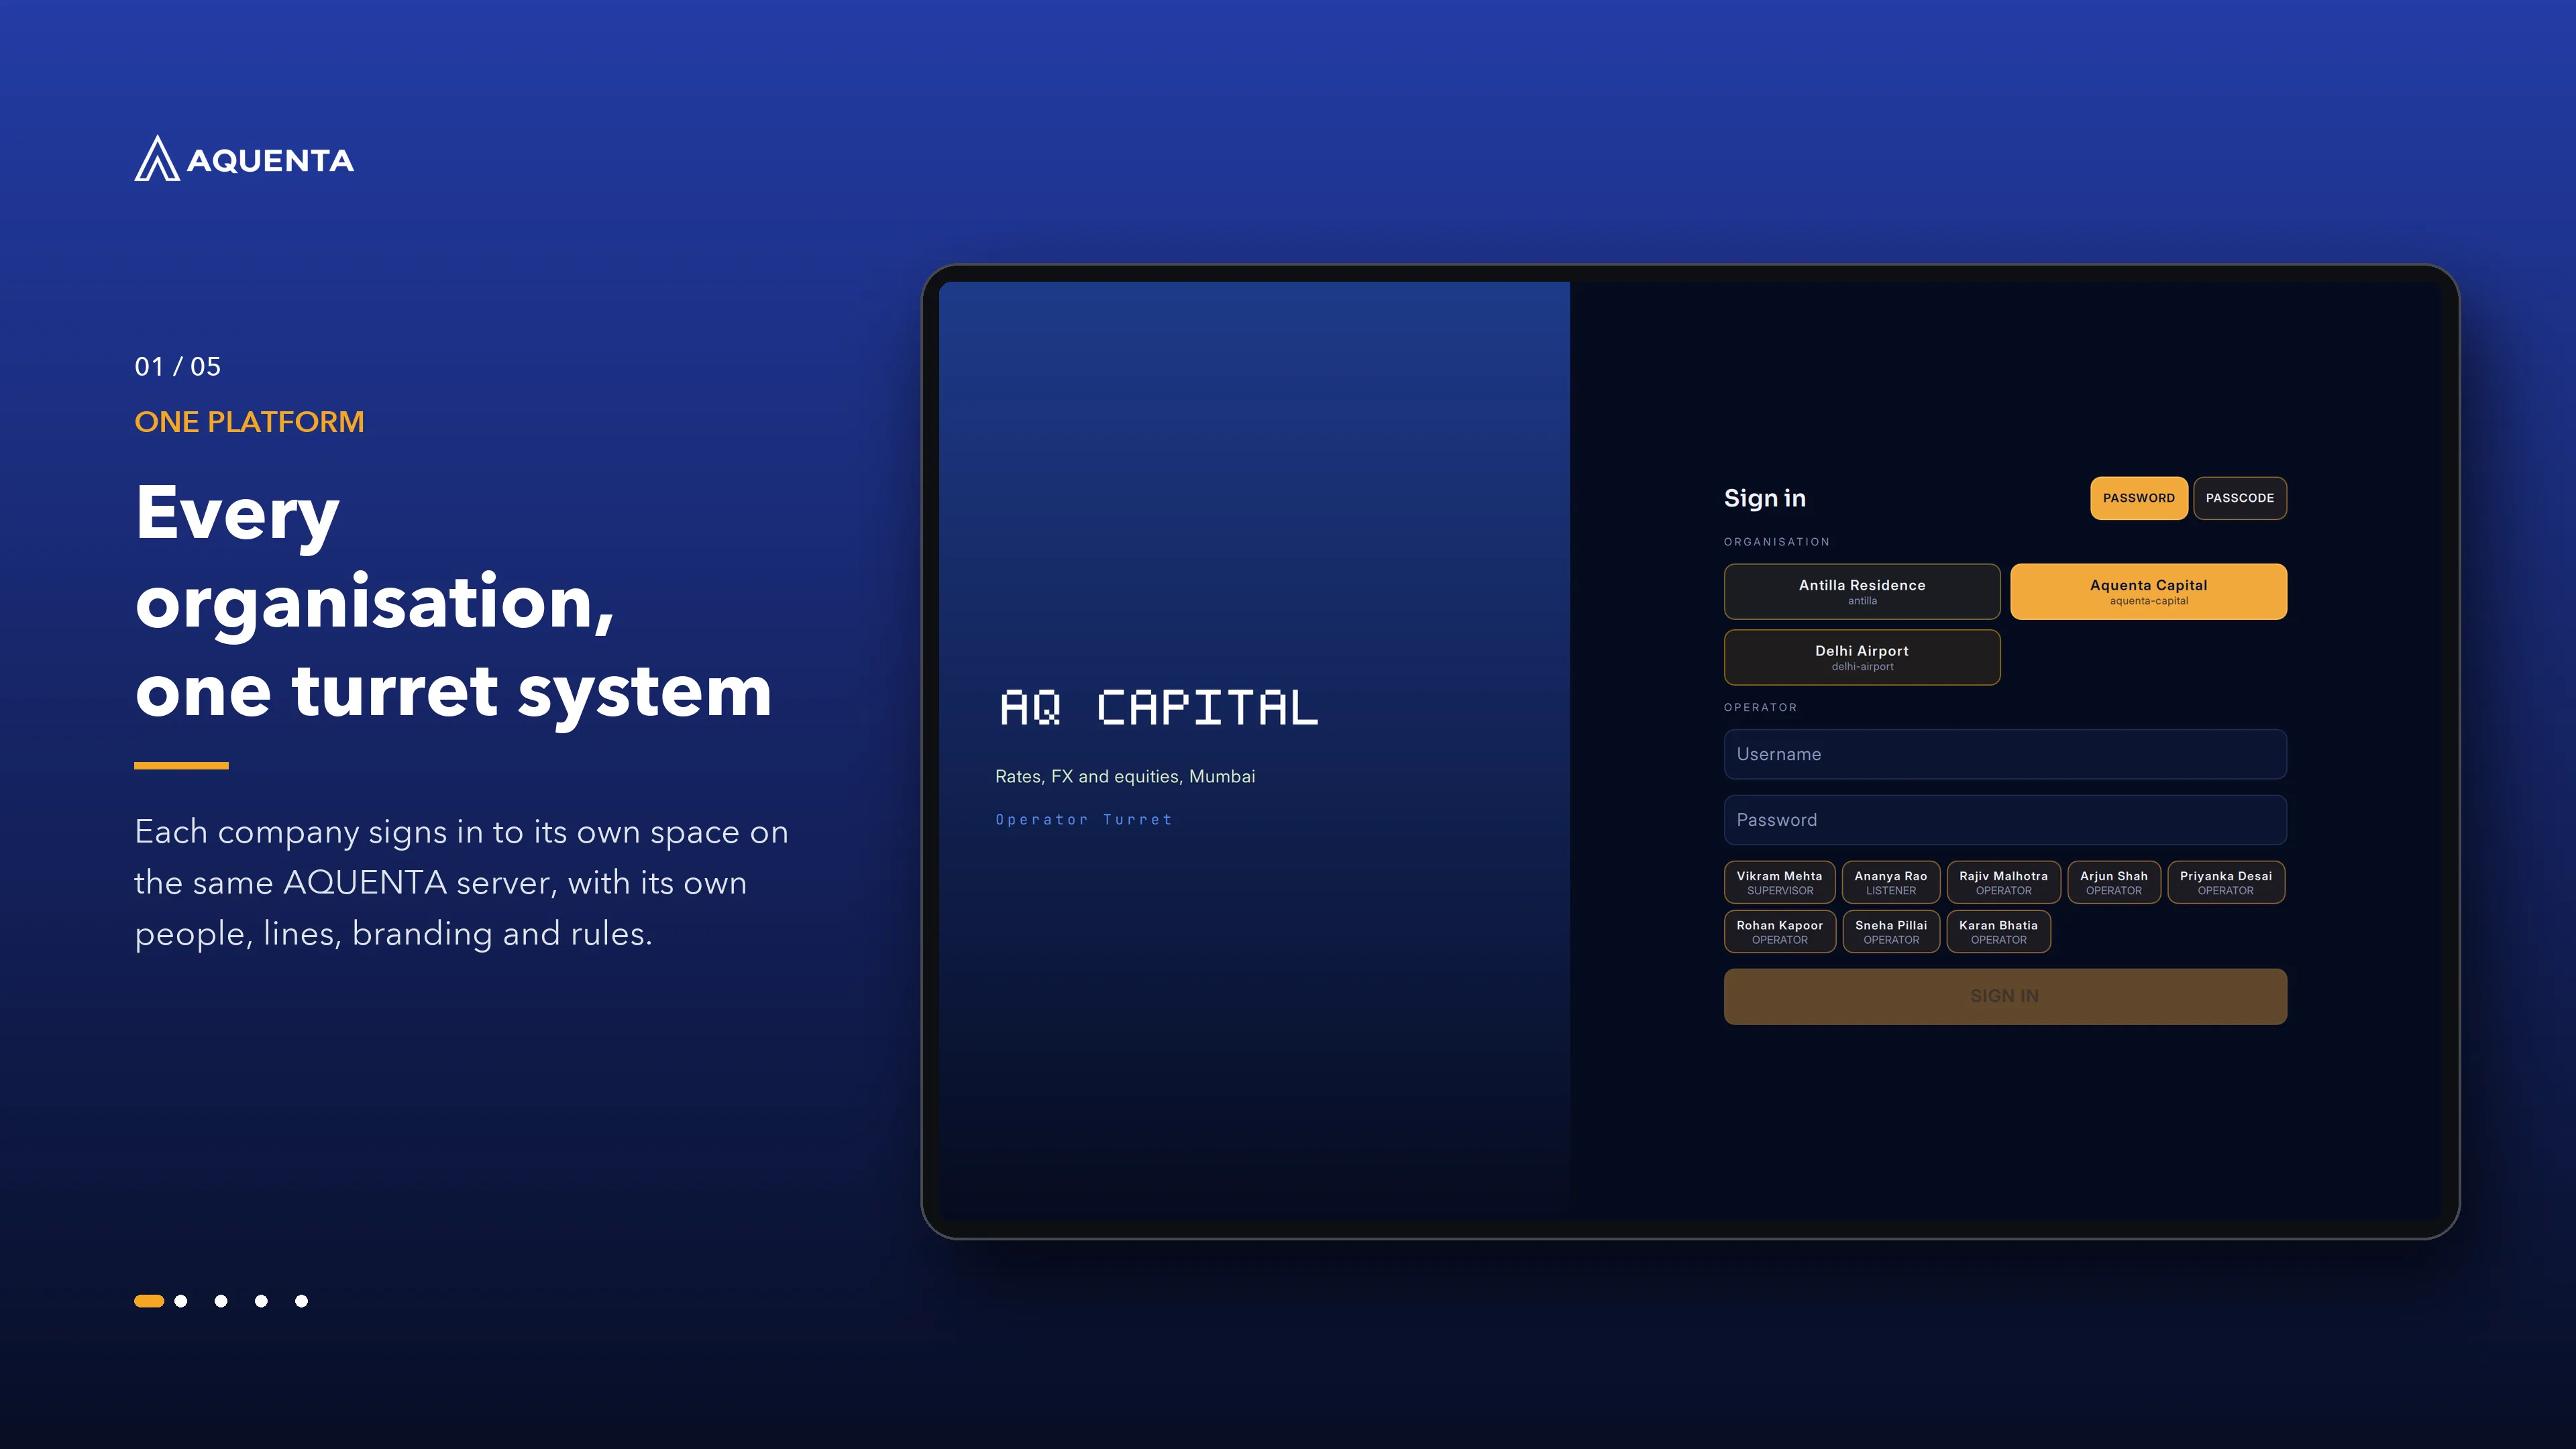 AQUENTA
01 / 05
ONE PLATFORM
Every
organisation,
one turret system
Each company signs in to its own space on
the same AQUENTA server, with its own
people, lines, branding and rules.
AQ CAPITAL
Rates, FX and equities, Mumbai
Operator Turret
Sign in
PASSWORD PASSCODE
ORGANISATION
Antilla Residence Aquenta Capital
antilla aquenta-capital
Delhi Airport
delhi-airport
OPERATOR
Username
Password
Vikram Mehta Ananya Rao Rajiv Malhotra Arjun Shah Priyanka Desai
SUPERVISOR LISTENER OPERATOR OPERATOR OPERATOR
Rohan Kapoor Sneha Pillai Karan Bhatia
OPERATOR OPERATOR OPERATOR
SIGN IN